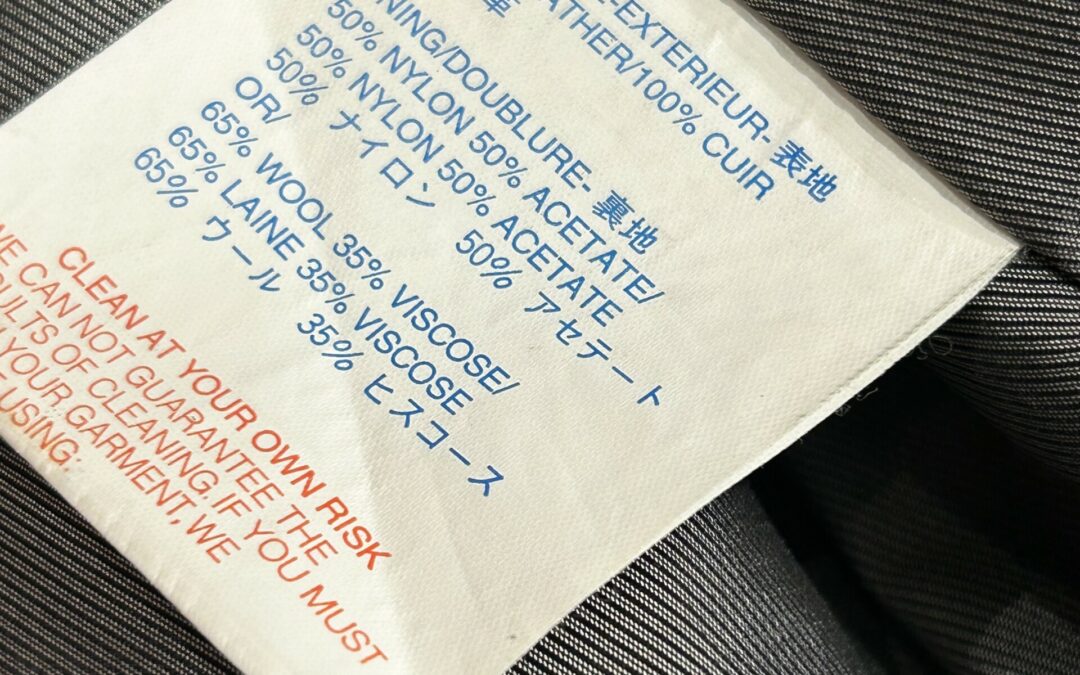 -EXTERIEUR- 表地
ATHER/100% CUIR
革
NING/DOUBLURE- 裏地
50% NYLON 50% ACETATE/
50% NYLON 50% ACETATE
50% ナイロン 50% アセテート
OR/
65% WOOL 35% VISCOSE/
65% LAINE 35% VISCOSE
65% ウール 35% ヒスコース
CLEAN AT YOUR OWN RISK
WE CAN NOT GUARANTEE THE
SULTS OF CLEANING. IF YOU MUST
YOUR GARMENT, WE
USING: